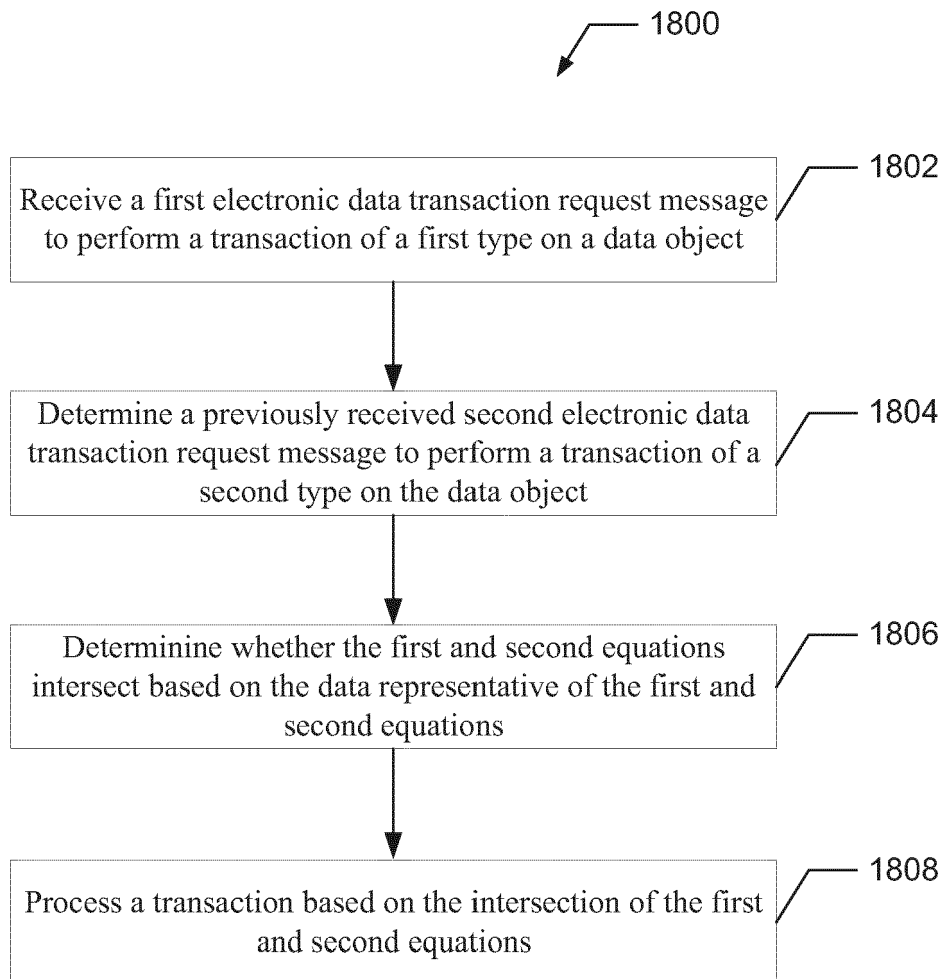 1800
1802
Receive a first electronic data transaction request message
to perform a transaction of a first type on a data object
1804
Determine a previously received second electronic data
transaction request message to perform a transaction of a
second type on the data object
1806
Determinine whether the first and second equations
intersect based on the data representative of the first and
second equations
1808
Process a transaction based on the intersection of the first
and second equations